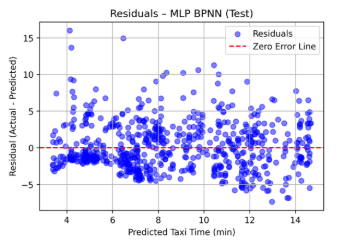 Residuals – MLP BPNN (Test)
Residuals
Zero Error Line
15
10
5
0
−5
4 6 8 10 12 14
Residual (Actual - Predicted)
Predicted Taxi Time (min)